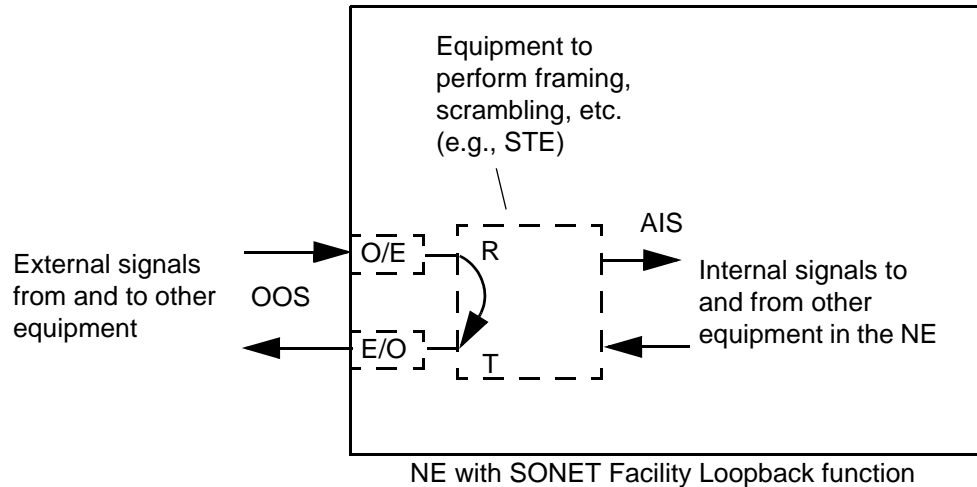 Equipment to
perform framing,
scrambling, etc.
(e.g., STE)
AIS
O/E
R
External signals
from and to other
equipment
OOS
Internal signals to
and from other
equipment in the NE
E/O
T
NE with SONET Facility Loopback function